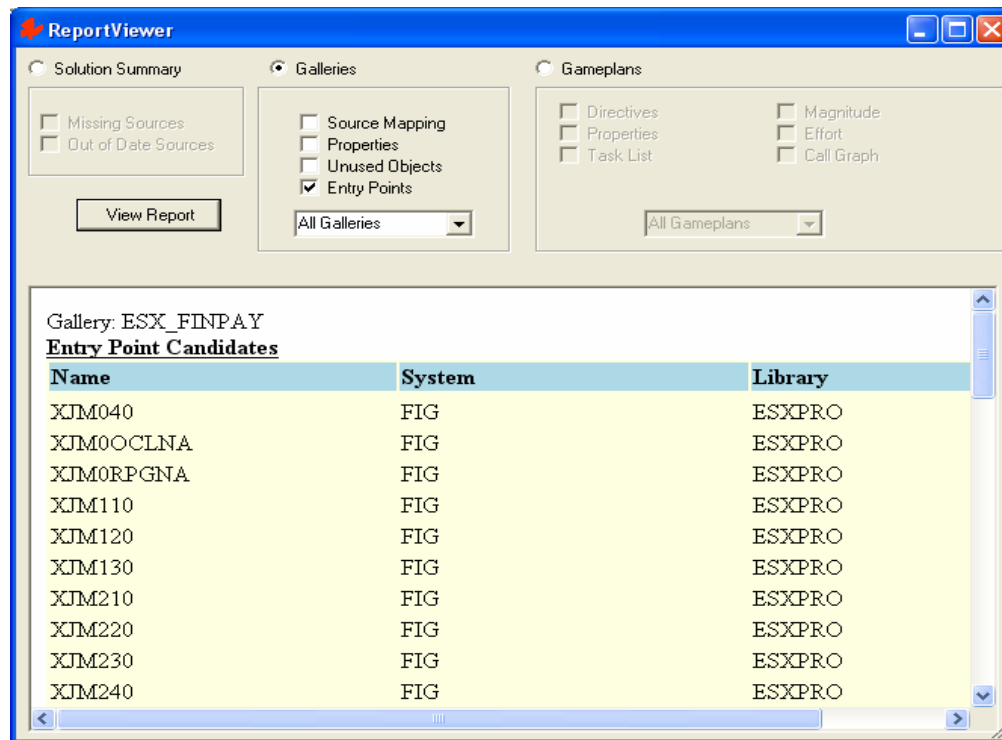 ReportViewer
Solution Summary
Galleries
Gameplans
Missing Sources
Out of Date Sources
View Report
Source Mapping
Properties
Unused Objects
Entry Points
All Galleries
Directives
Magnitude
Properties
Effort
Task List
Call Graph
All Gameplans
Gallery: ESX_FINPAY
Entry Point Candidates
Name System Library
XJM040 FIG ESXPRO
XJM0OCLNA FIG ESXPRO
XJM0RPGNA FIG ESXPRO
XJM110 FIG ESXPRO
XJM120 FIG ESXPRO
XJM130 FIG ESXPRO
XJM210 FIG ESXPRO
XJM220 FIG ESXPRO
XJM230 FIG ESXPRO
XJM240 FIG ESXPRO